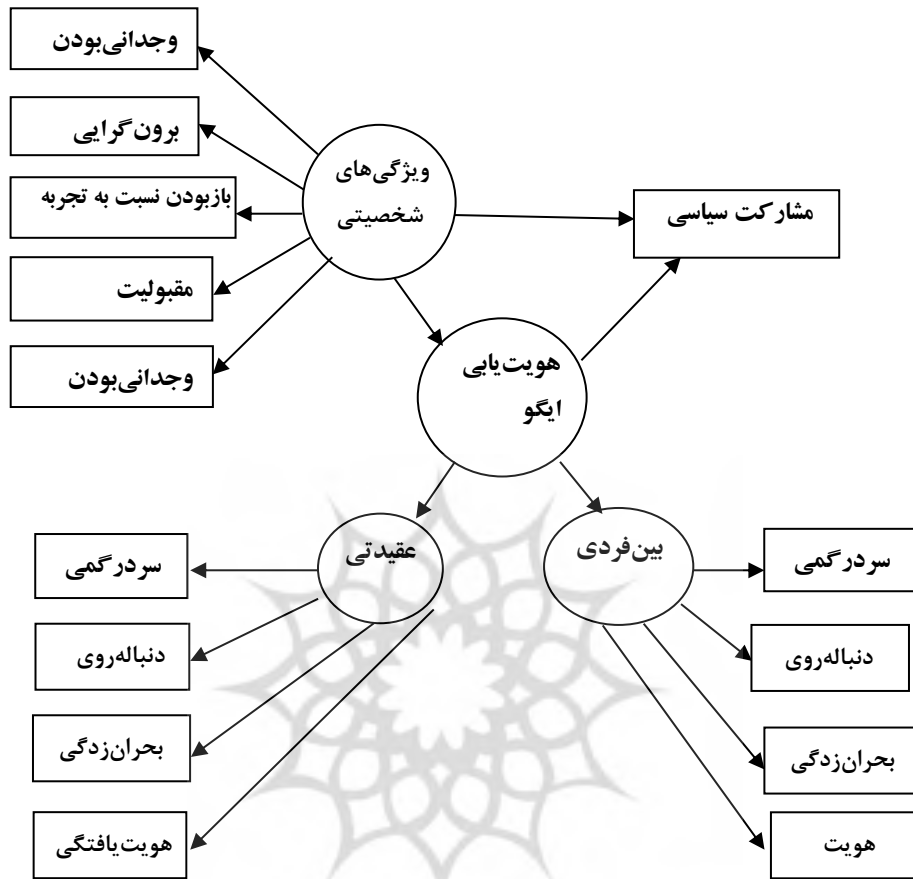 وجدانی‌بودن
برون‌گرایی
ویژگی‌های
شخصیتی
بازبودن نسبت به تجربه
مشارکت سیاسی
مقبولیت
وجدانی‌بودن
هویت‌یابی
ایگو
بین‌فردی
عقیدتی
سردرگمی
سردرگمی
دنباله‌روی
دنباله‌روی
بحران‌زدگی
بحران‌زدگی
هویت
هویت‌یافتگی